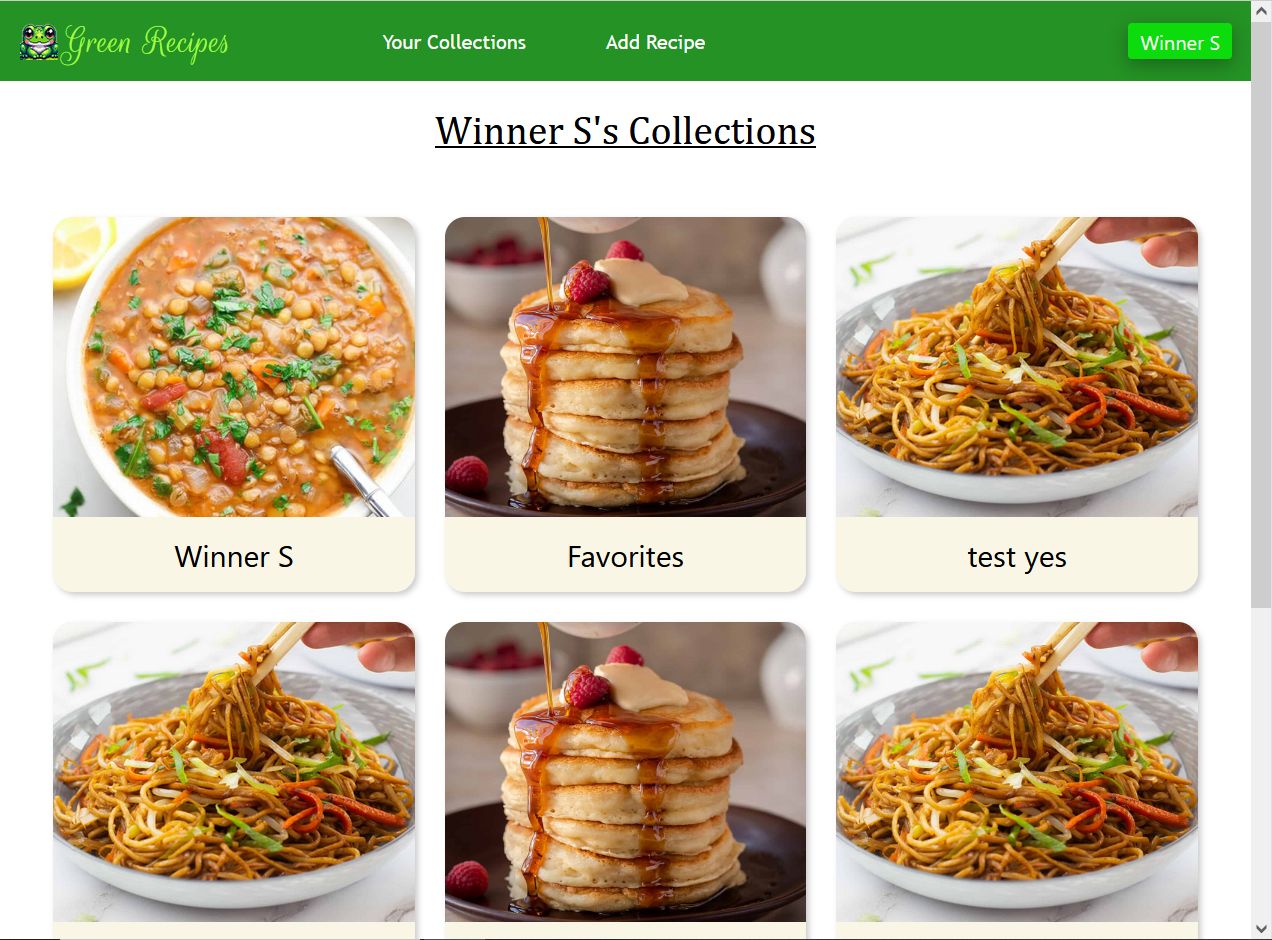 Green Recipes
Your Collections
Add Recipe
Winner S
Winner S's Collections
Winner S
Favorites
test yes